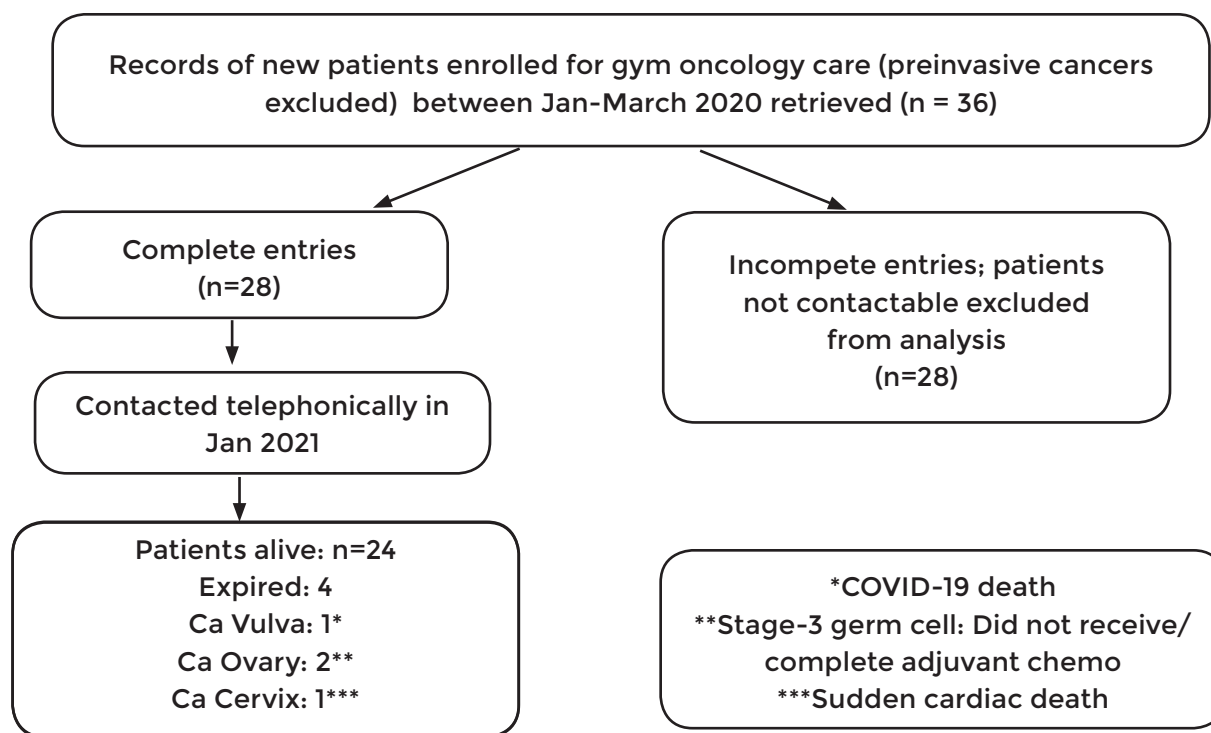 Records of new patients enrolled for gym oncology care (preinvasive cancers
excluded) between Jan-March 2020 retrieved (n = 36)
Complete entries
(n=28)
Incompete entries; patients
not contactable excluded
from analysis
(n=28)
Contacted telephonically in
Jan 2021
Patients alive: n=24
Expired: 4
Ca Vulva: 1*
Ca Ovary: 2**
Ca Cervix: 1***
*COVID-19 death
**Stage-3 germ cell: Did not receive/
complete adjuvant chemo
***Sudden cardiac death